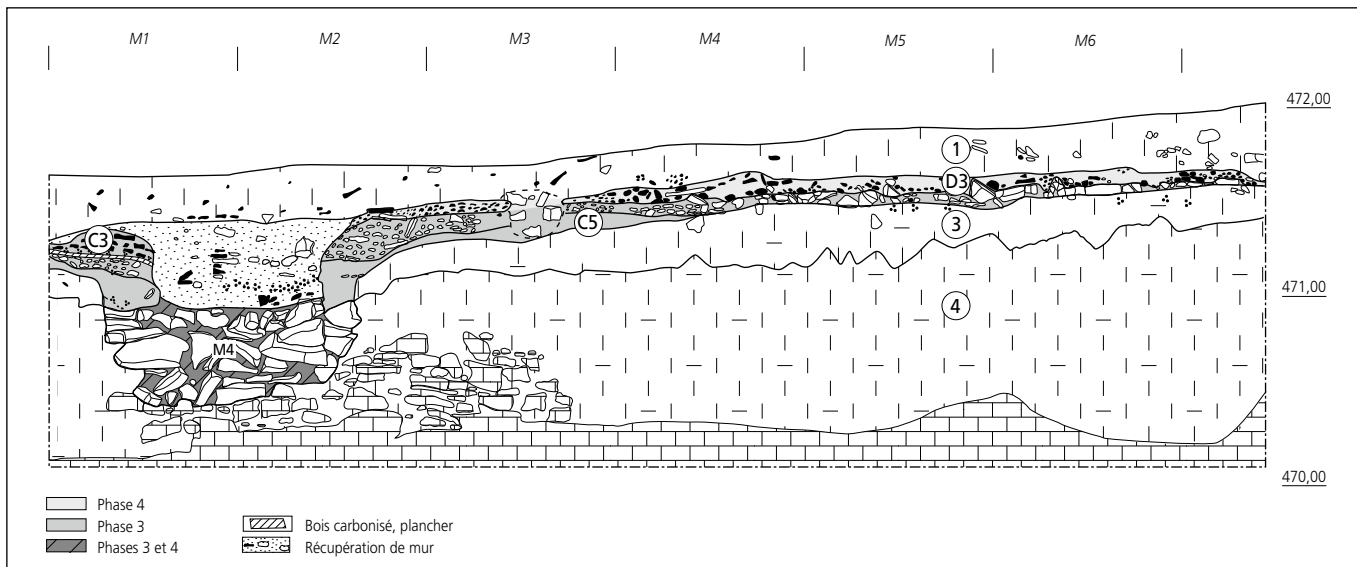 M1 M2 M3 M4 M5 M6
472,00
1
D3
C3
C5
3
471,00
4
M4
470,00
Phase 4
Phase 3
Bois carbonisé, plancher
Phases 3 et 4
Récupération de mur